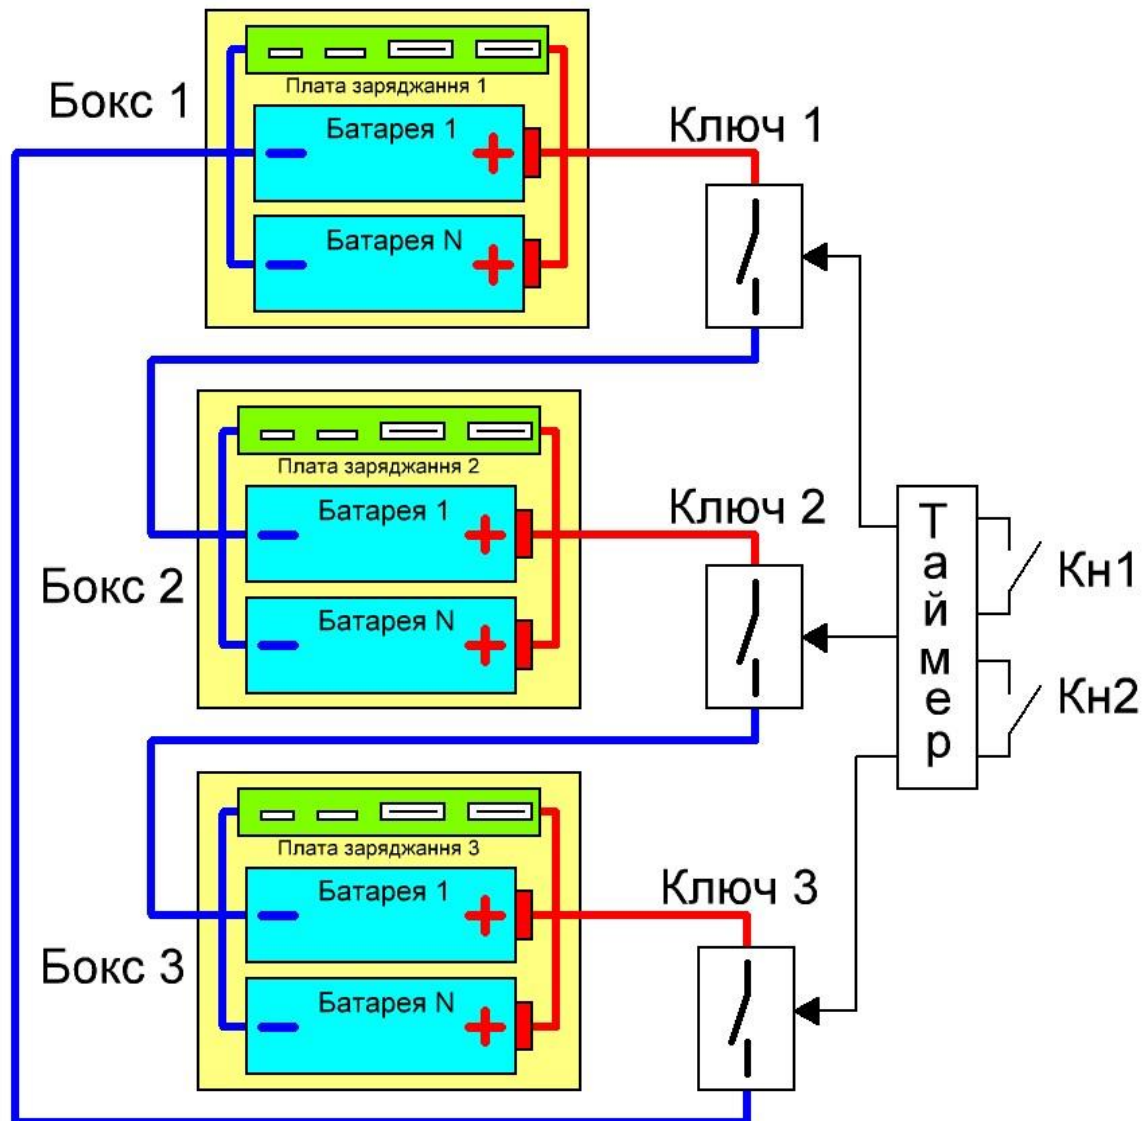 Плата заряджання 1
Бокс 1
Батарея 1
Ключ 1
Батарея N
Плата заряджання 2
Батарея 1
Ключ 2
Бокс 2
Батарея N
Таймер
Кн1
Кн2
Плата заряджання 3
Батарея 1
Ключ 3
Бокс 3
Батарея N